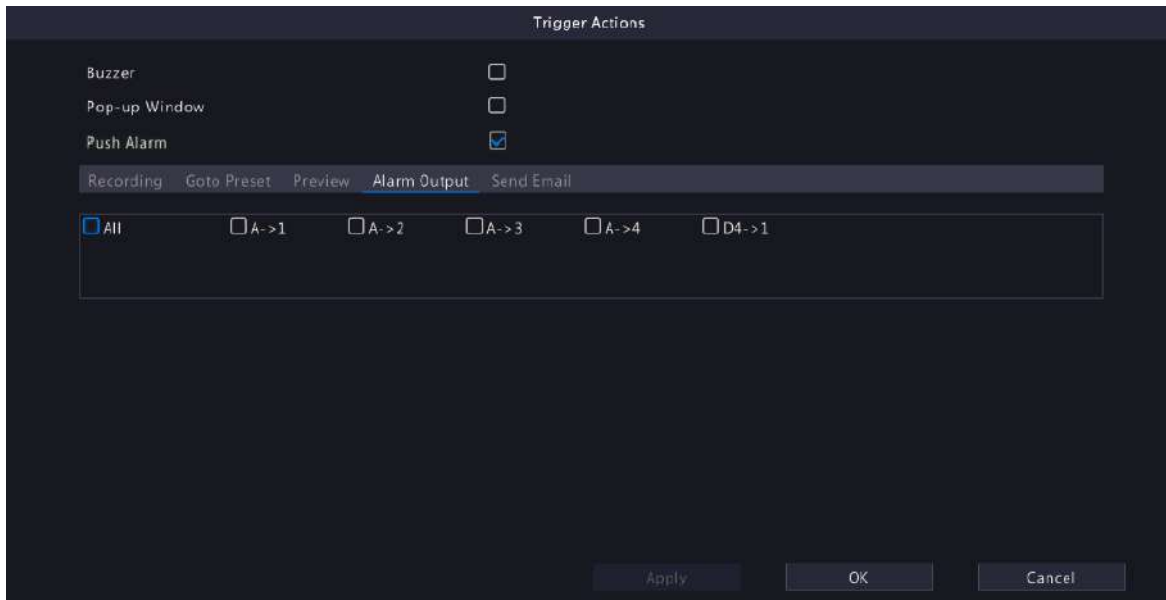 Trigger Actions
Buzzer
Pop-up Window
Push Alarm
Recording Goto Preset Preview Alarm Output Send Email
All A->1 A->2 A->3 A->4 D4->1
Apply OK Cancel